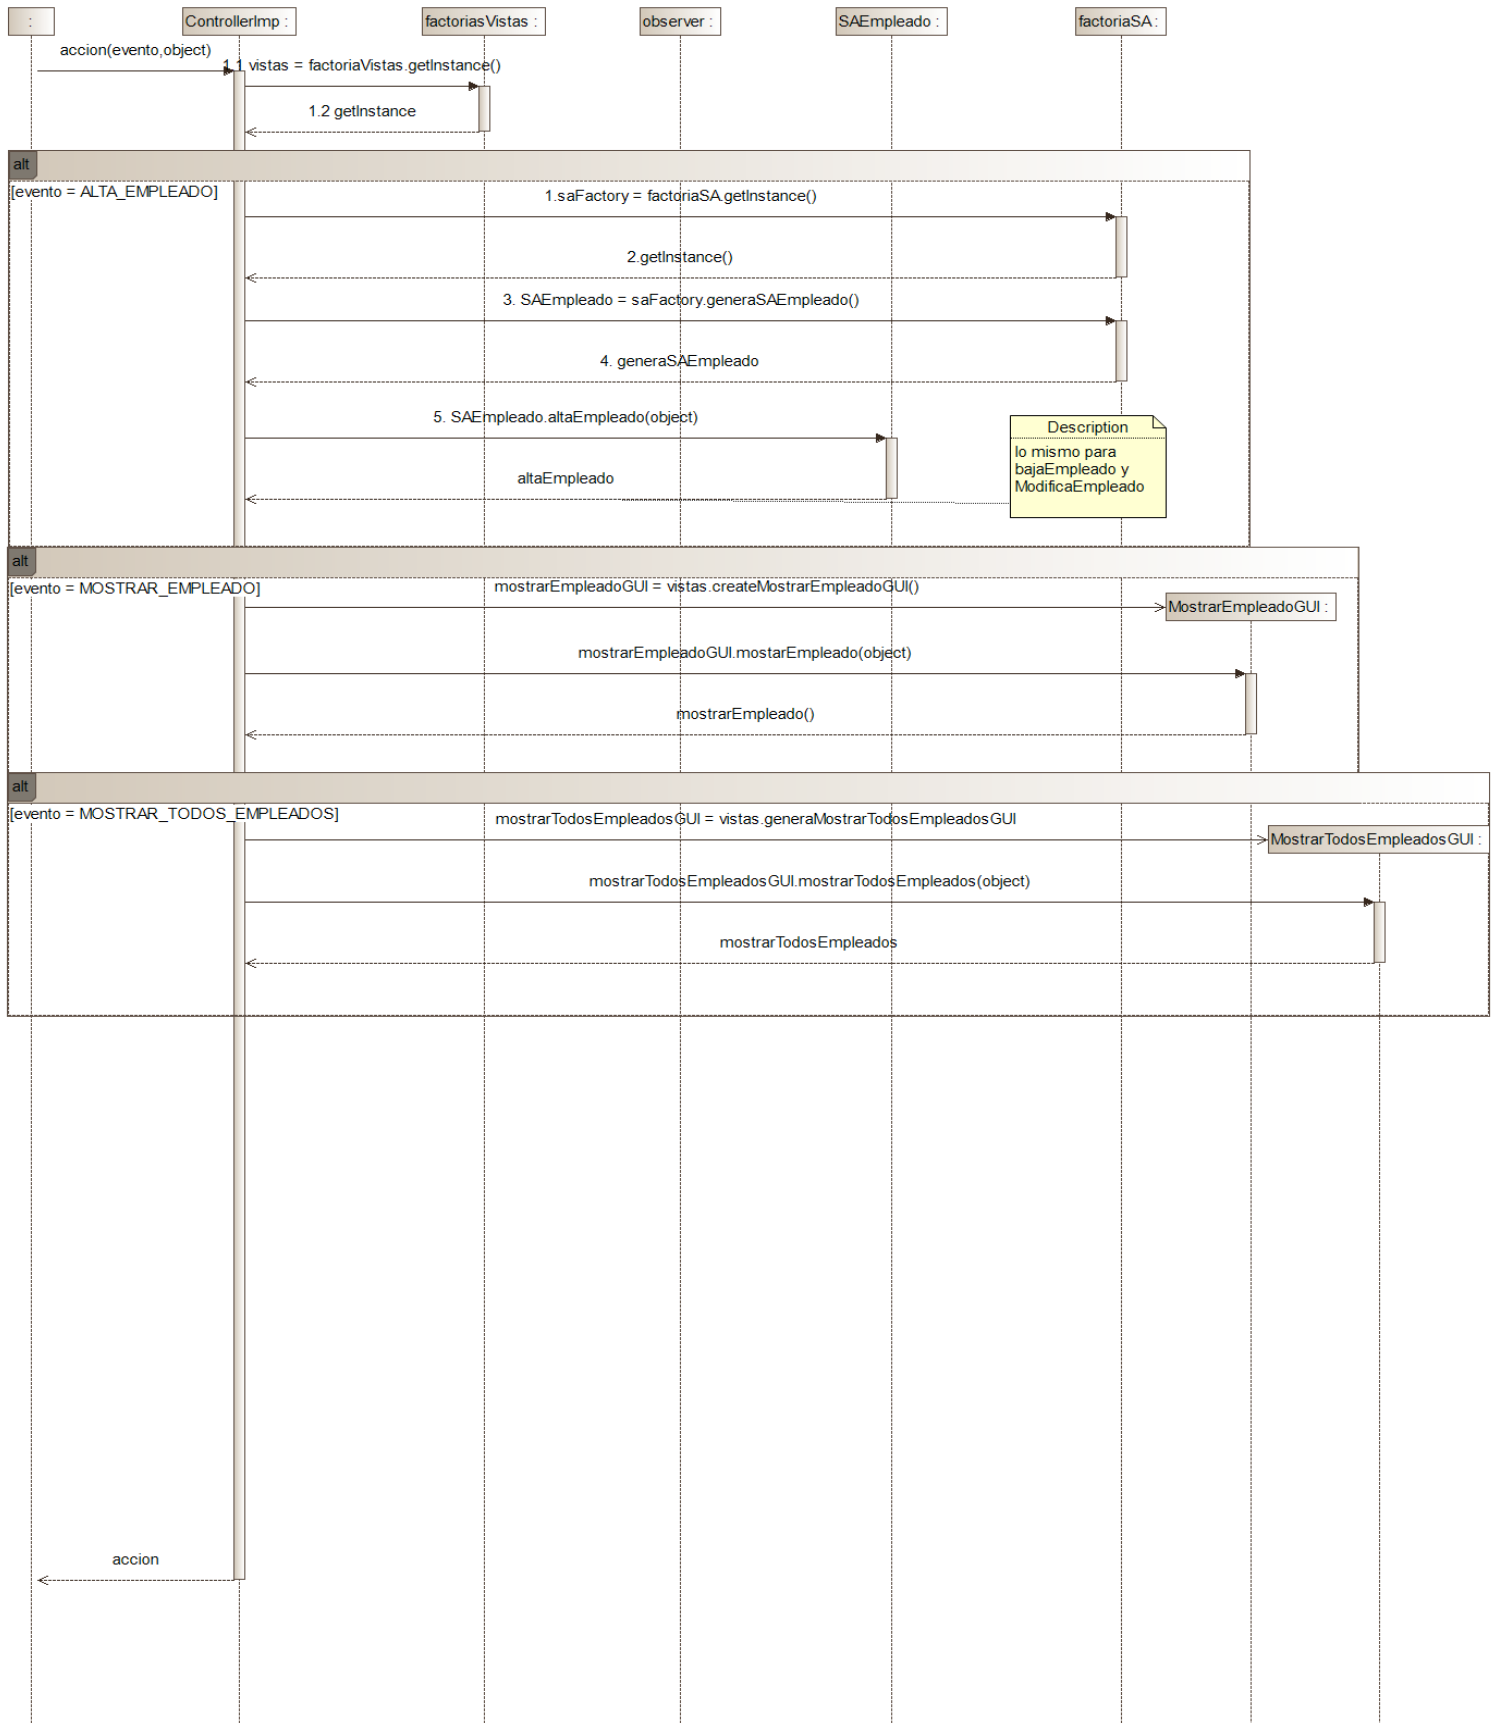 :
ControllerImp :
factoriasVistas :
observer :
SAEmpleado :
factoriaSA :
accion(evento,object)
1.1 vistas = factoriaVistas.getInstance()
1.2 getInstance
alt
[evento = ALTA_EMPLEADO]
1.saFactory = factoriaSA.getInstance()
2.getInstance()
3. SAEmpleado = saFactory.generaSAEmpleado()
4. generaSAEmpleado
5. SAEmpleado.altaEmpleado(object)
Description
lo mismo para
bajaEmpleado y
ModificaEmpleado
altaEmpleado
alt
[evento = MOSTRAR_EMPLEADO]
mostrarEmpleadoGUI = vistas.createMostrarEmpleadoGUI()
MostrarEmpleadoGUI :
mostrarEmpleadoGUI.mostarEmpleado(object)
mostrarEmpleado()
alt
[evento = MOSTRAR_TODOS_EMPLEADOS]
mostrarTodosEmpleadosGUI = vistas.generaMostrarTodosEmpleadosGUI
MostrarTodosEmpleadosGUI :
mostrarTodosEmpleadosGUI.mostrarTodosEmpleados(object)
mostrarTodosEmpleados
accion